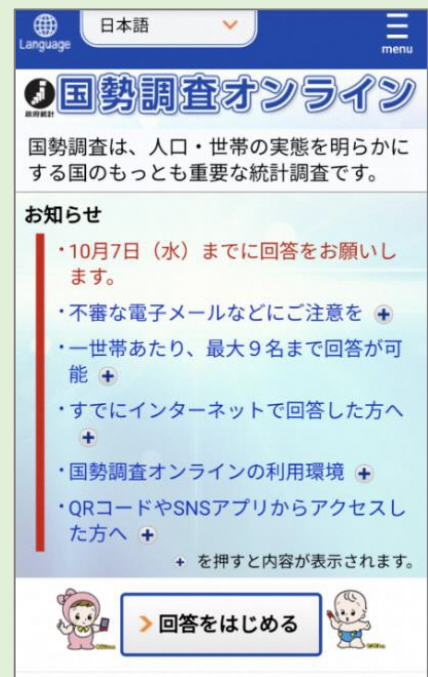 Language
日本語
menu
政府統計
国勢調査オンライン
国勢調査は、人口・世帯の実態を明らかに
する国のもっとも重要な統計調査です。
お知らせ
・10月7日（水）までに回答をお願いし
ます。
・不審な電子メールなどにご注意を
・一世帯あたり、最大９名まで回答が可
能
・すでにインターネットで回答した方へ
・国勢調査オンラインの利用環境
・QRコードやSNSアプリからアクセスし
た方へ
+ を押すと内容が表示されます。
回答をはじめる